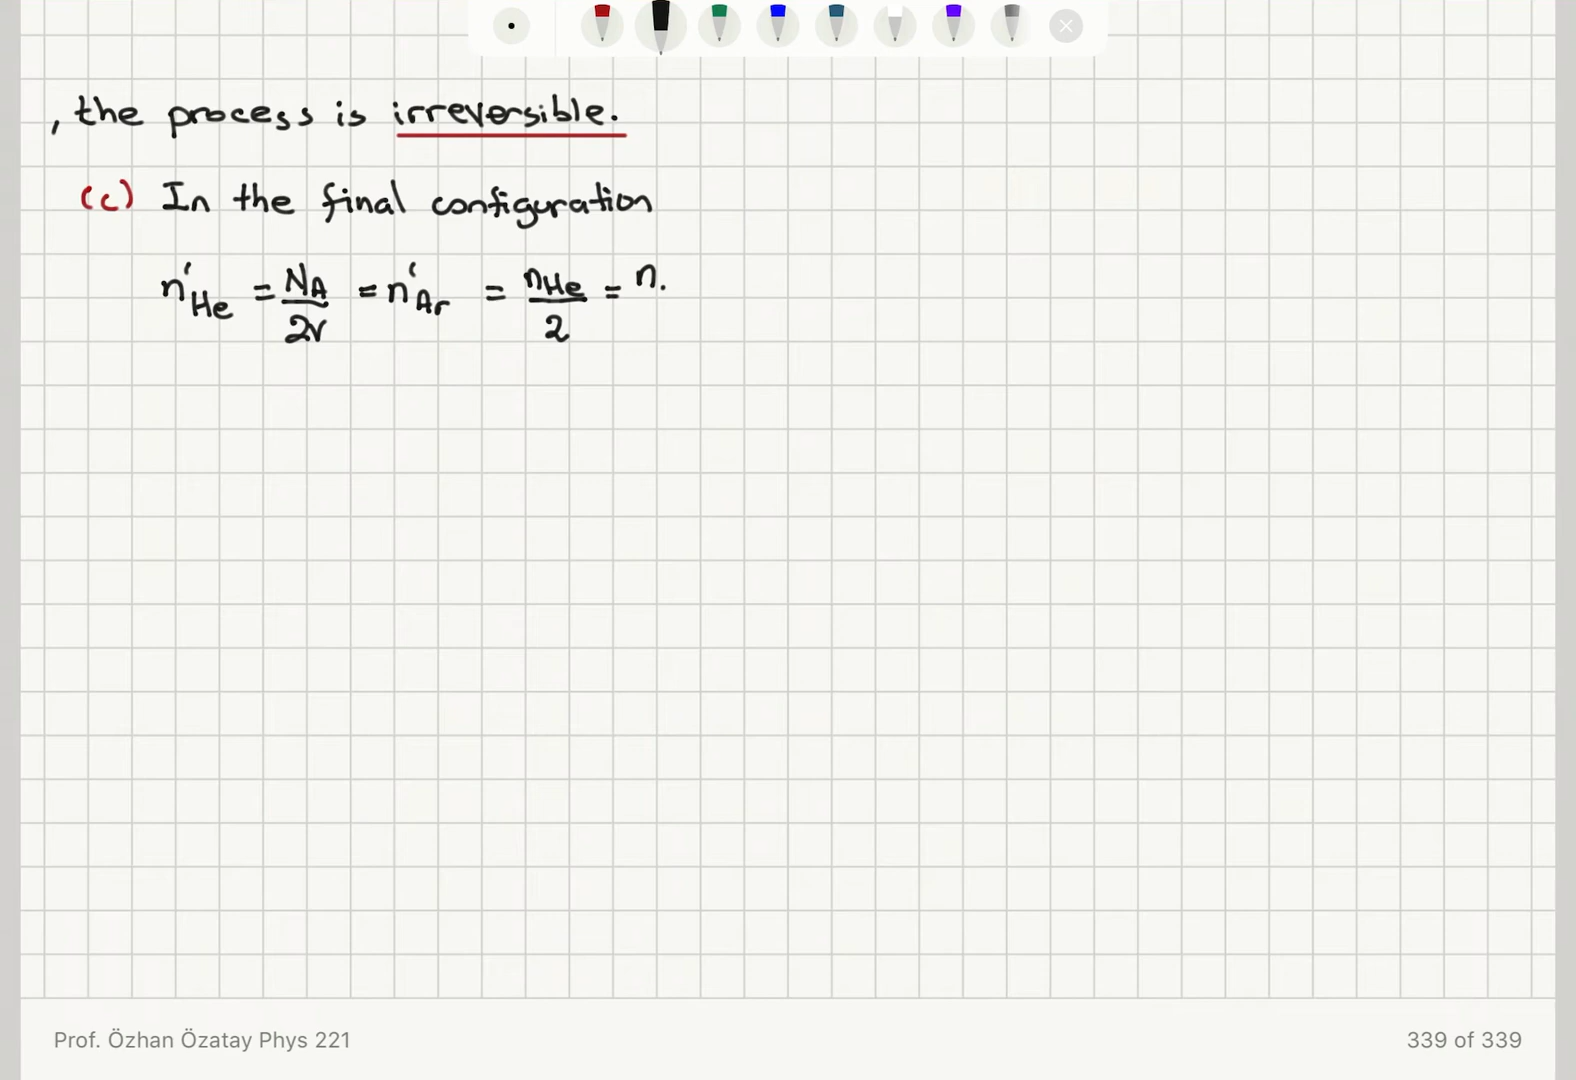 , the process is irreversible.
(c) In the final configuration
n'He = NA/2V = n'Ar = nHe/2 = n.
Prof. Özhan Özatay Phys 221
339 of 339